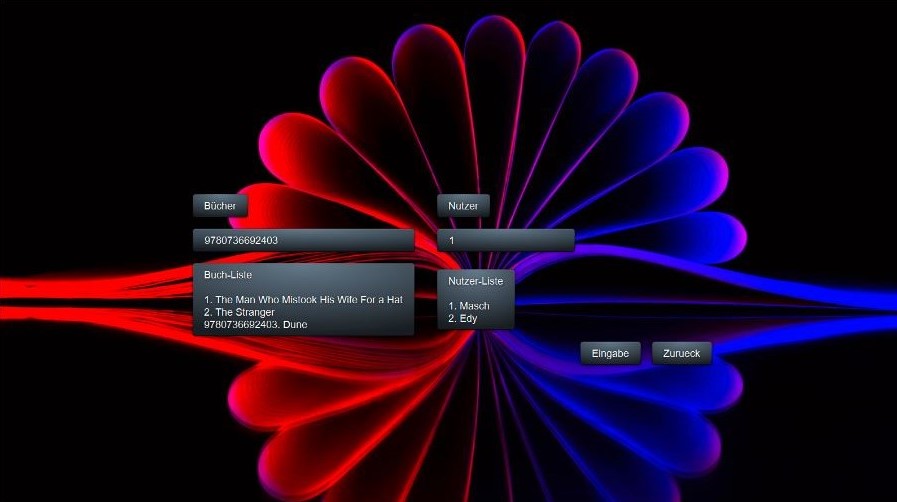 Bücher
Nutzer
9780736692403
1
Buch-Liste
1. The Man Who Mistook His Wife For a Hat
2. The Stranger
9780736692403. Dune
Nutzer-Liste
1. Masch
2. Edy
Eingabe
Zurueck